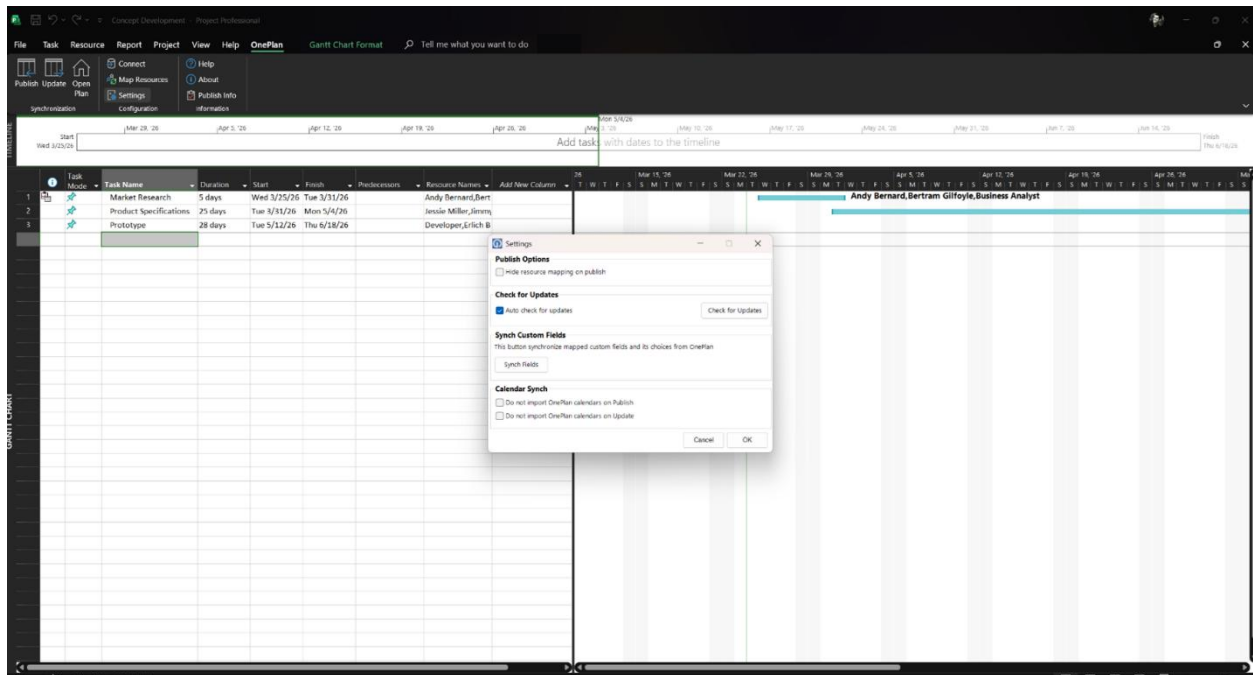 Concept Development - Project Professional
File Task Resource Report Project View Help OnePlan Gantt Chart Format Tell me what you want to do
Publish Update Open Plan
Connect
Map Resources
Settings
Help
About
Publish Info
Synchronization Configuration Information
TIMELINE
Mon 5/4/26
Start
Wed 3/25/26
Mar 29, '26 Apr 5, '26 Apr 12, '26 Apr 19, '26 Apr 26, '26 May 3, '26 May 10, '26 May 17, '26 May 24, '26 May 31, '26 Jun 7, '26 Jun 14, '26
Add tasks with dates to the timeline
Finish
Thu 6/18/26
Task Mode Task Name Duration Start Finish Predecessors Resource Names Add New Column
26 Mar 15, '26 Mar 22, '26 Mar 29, '26 Apr 5, '26 Apr 12, '26 Apr 19, '26 Apr 26, '26
T W T F S S M T W T F S S M T W T F S S M T W T F S S M T W T F S S M T W T F S S M T W T F S S M T W T F S S
1 Market Research 5 days Wed 3/25/26 Tue 3/31/26 Andy Bernard,Bert
Andy Bernard,Bertram Gilfoyle,Business Analyst
2 Product Specifications 25 days Tue 3/31/26 Mon 5/4/26 Jessie Miller,Jimmy
3 Prototype 28 days Tue 5/12/26 Thu 6/18/26 Developer,Erlich B
GANTT CHART
Settings
Publish Options
Hide resource mapping on publish
Check for Updates
Auto check for updates
Check for Updates
Synch Custom Fields
This button synchronize mapped custom fields and its choices from OnePlan
Synch Fields
Calendar Synch
Do not import OnePlan calendars on Publish
Do not import OnePlan calendars on Update
Cancel OK